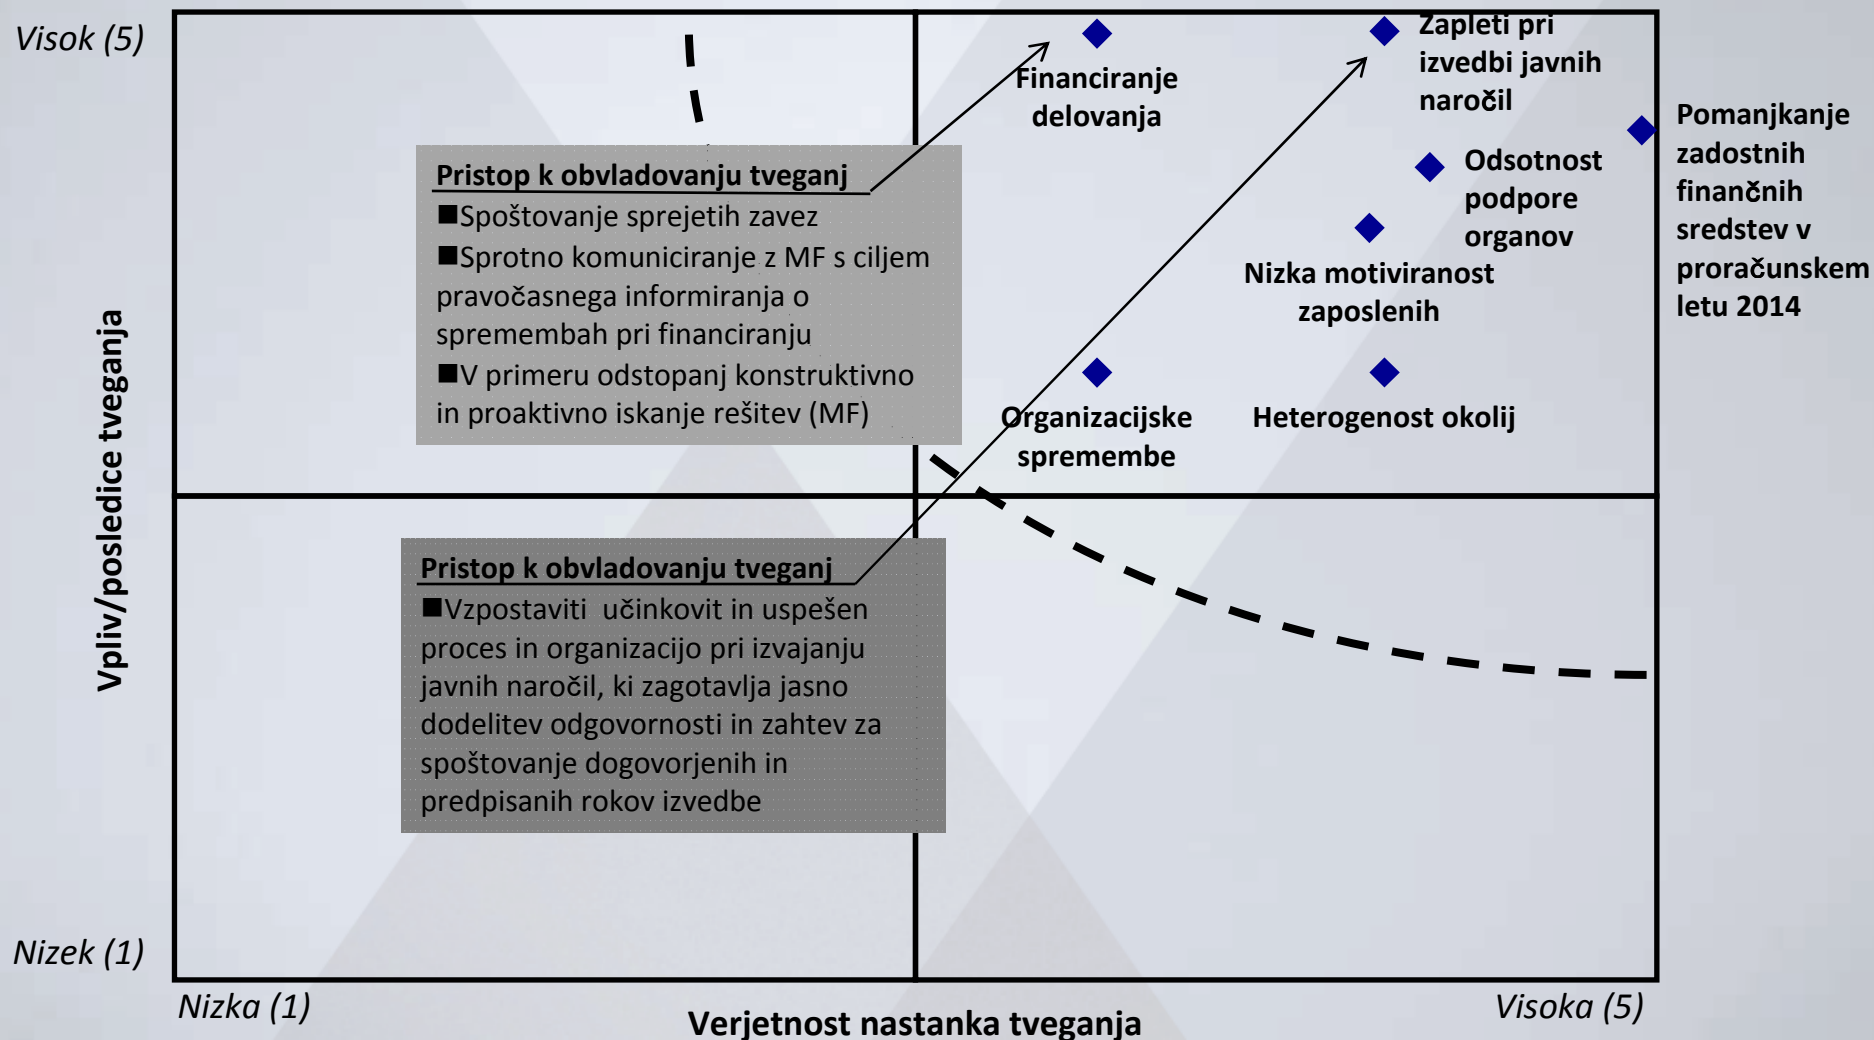 Visok (5)
Financiranje
delovanja
Zapleti pri
izvedbi javnih
naročil
Pomanjkanje
zadostnih
finančnih
sredstev v
proračunskem
letu 2014
Odsotnost
podpore
organov
Nizka motiviranost
zaposlenih
Organizacijske
spremembe
Heterogenost okolij
Pristop k obvladovanju tveganj
■Spoštovanje sprejetih zavez
■Sprotno komuniciranje z MF s ciljem
pravočasnega informiranja o
spremembah pri financiranju
■V primeru odstopanj konstruktivno
in proaktivno iskanje rešitev (MF)
Vpliv/posledice tveganja
Pristop k obvladovanju tveganj
■Vzpostaviti učinkovit in uspešen
proces in organizacijo pri izvajanju
javnih naročil, ki zagotavlja jasno
dodelitev odgovornosti in zahtev za
spoštovanje dogovorjenih in
predpisanih rokov izvedbe
Nizek (1)
Nizka (1)
Verjetnost nastanka tveganja
Visoka (5)